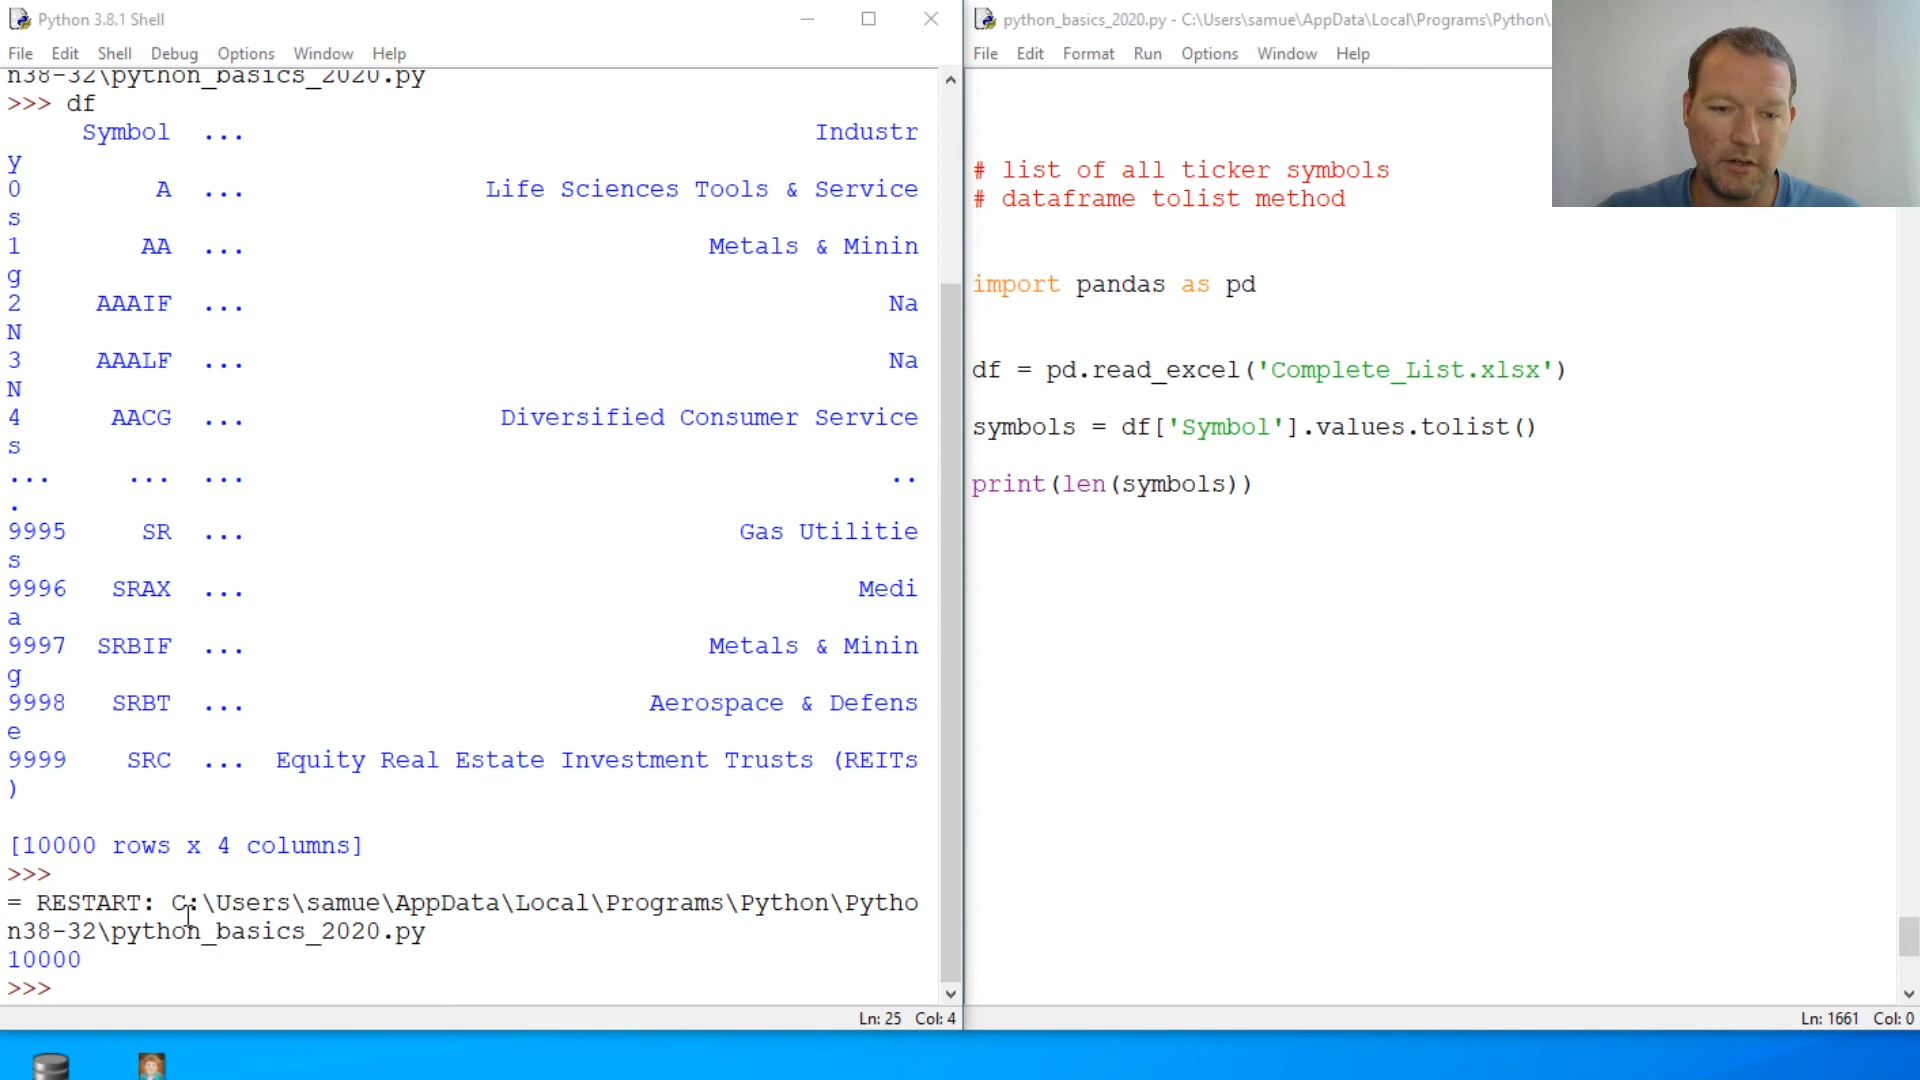 Python 3.8.1 Shell
File Edit Shell Debug Options Window Help
n38-32\python_basics_2020.py
>>> df
Symbol ... Industr
y
0 A ... Life Sciences Tools & Service
s
1 AA ... Metals & Minin
g
2 AAAIF ... Na
N
3 AAALF ... Na
N
4 AACG ... Diversified Consumer Service
s
... ... ... ..
.
9995 SR ... Gas Utilitie
s
9996 SRAX ... Medi
a
9997 SRBIF ... Metals & Minin
g
9998 SRBT ... Aerospace & Defens
e
9999 SRC ... Equity Real Estate Investment Trusts (REITs
)
[10000 rows x 4 columns]
>>>
= RESTART: C:\Users\samue\AppData\Local\Programs\Python\Pytho
n38-32\python_basics_2020.py
10000
>>>
Ln: 25 Col: 4
python_basics_2020.py - C:\Users\samue\AppData\Local\Programs\Python\
File Edit Format Run Options Window Help
# list of all ticker symbols
# dataframe tolist method
import pandas as pd
df = pd.read_excel('Complete_List.xlsx')
symbols = df['Symbol'].values.tolist()
print(len(symbols))
Ln: 1661 Col: 0